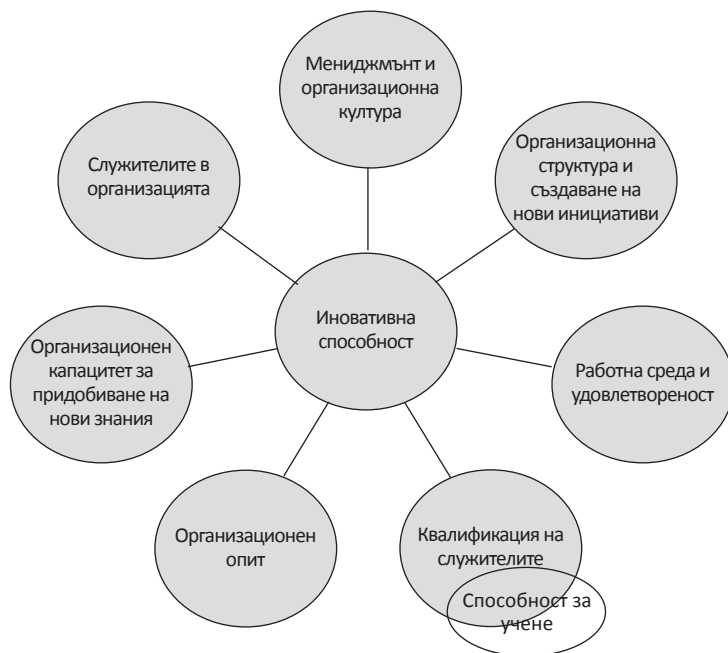 Мениджмънт и
организационна
култура
Организационна
структура и
създаване на
нови инициативи
Служителите в
организацията
Иновативна
способност
Организационен
капацитет за
придобиване на
нови знания
Работна среда и
удовлетвореност
Организационен
опит
Квалификация на
служителите
Способност за
учене